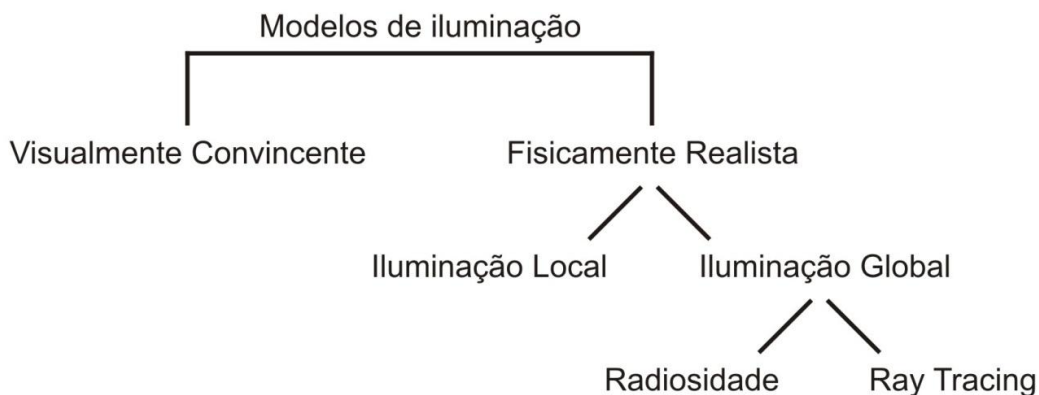 Modelos de iluminação
Visualmente Convincente
Fisicamente Realista
Iluminação Local
Iluminação Global
Radiosidade
Ray Tracing